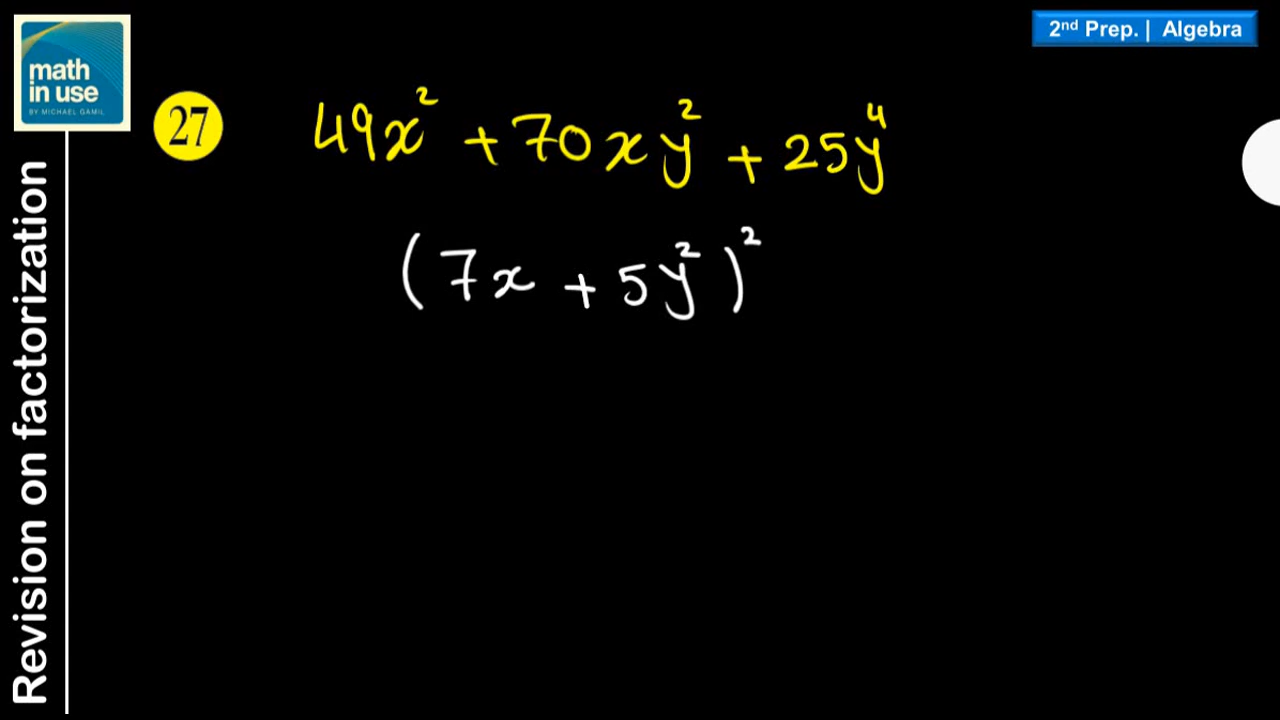 2nd Prep. | Algebra
math
in use
BY MICHAEL GAMIL
27
49x² + 70xy² + 25y⁴
(7x + 5y²)²
Revision on factorization